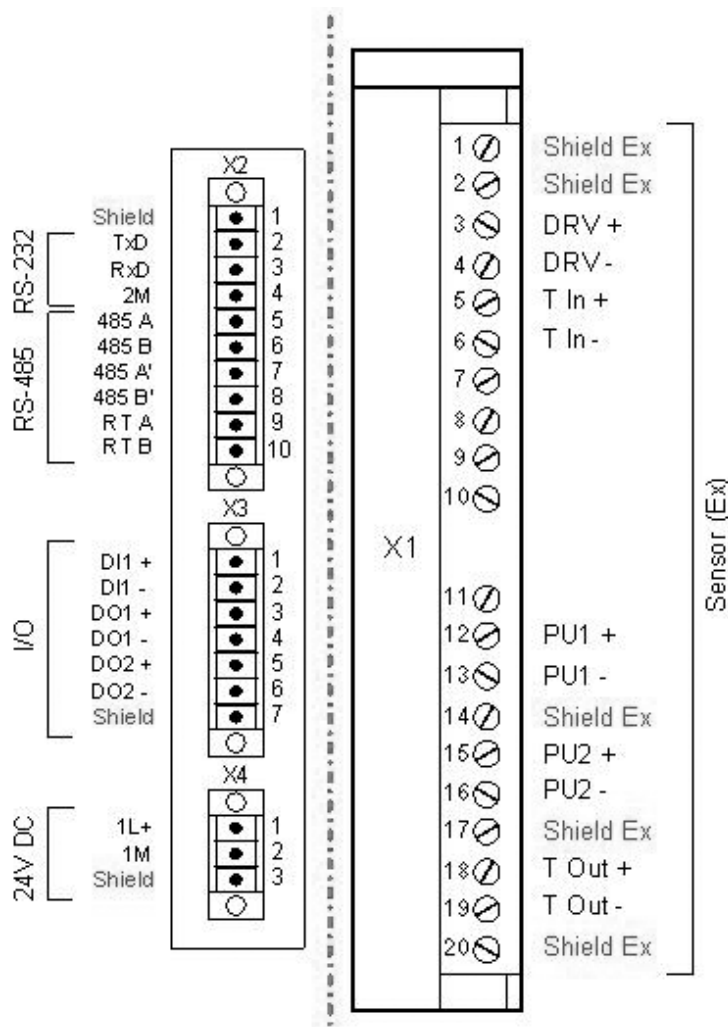 X2
Shield 1
TxD 2
RxD 3
2M 4
485 A 5
485 B 6
485 A' 7
485 B' 8
R T A 9
R T B 10
RS-232
RS-485
X3
DI1 + 1
DI1 - 2
DO1 + 3
DO1 - 4
DO2 + 5
DO2 - 6
Shield 7
I/O
X4
1L+ 1
1M 2
Shield 3
24V DC
X1
1 Shield Ex
2 Shield Ex
3 DRV +
4 DRV -
5 T In +
6 T In -
7
8
9
10
11
12 PU1 +
13 PU1 -
14 Shield Ex
15 PU2 +
16 PU2 -
17 Shield Ex
18 T Out +
19 T Out -
20 Shield Ex
Sensor (Ex)